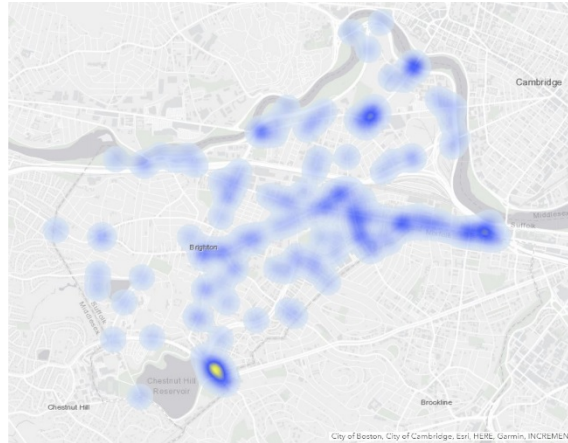 Cambridge
Brighton
Chestnut Hill
Reservoir
Chestnut Hill
Brookline
City of Boston, City of Cambridge, Esri, HERE, Garmin, INCREMEN